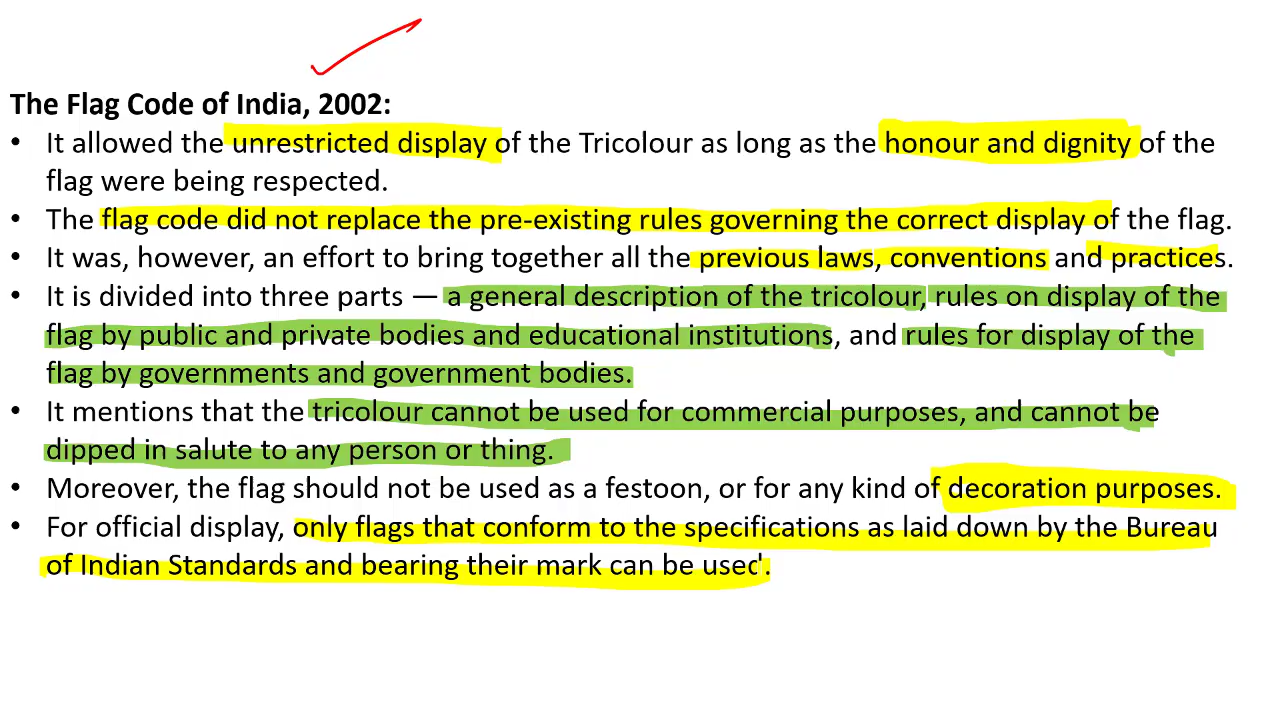 The Flag Code of India, 2002:
• It allowed the unrestricted display of the Tricolour as long as the honour and dignity of the
flag were being respected.
• The flag code did not replace the pre-existing rules governing the correct display of the flag.
• It was, however, an effort to bring together all the previous laws, conventions and practices.
• It is divided into three parts — a general description of the tricolour, rules on display of the
flag by public and private bodies and educational institutions, and rules for display of the
flag by governments and government bodies.
• It mentions that the tricolour cannot be used for commercial purposes, and cannot be
dipped in salute to any person or thing.
• Moreover, the flag should not be used as a festoon, or for any kind of decoration purposes.
• For official display, only flags that conform to the specifications as laid down by the Bureau
of Indian Standards and bearing their mark can be used.